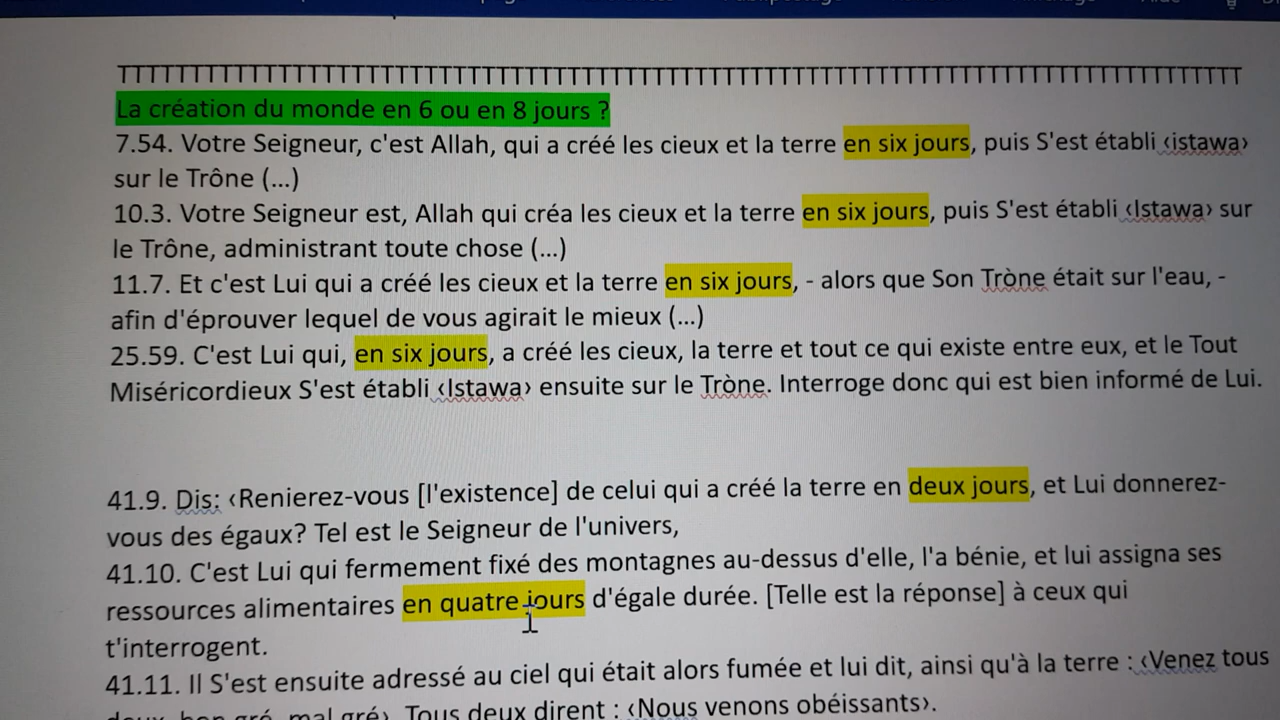 TTTTTTTTTTTTTTTTTTTTTTTTTTTTTTTTTTTTTTTTTTTTTTTTTTTTTTTTTTTTTTTTTTTTTTTTTTTTT
La création du monde en 6 ou en 8 jours ?
7.54. Votre Seigneur, c'est Allah, qui a créé les cieux et la terre en six jours, puis S'est établi ‹istawa›
sur le Trône (...)
10.3. Votre Seigneur est, Allah qui créa les cieux et la terre en six jours, puis S'est établi ‹Istawa› sur
le Trône, administrant toute chose (...)
11.7. Et c'est Lui qui a créé les cieux et la terre en six jours, - alors que Son Tròne était sur l'eau, -
afin d'éprouver lequel de vous agirait le mieux (...)
25.59. C'est Lui qui, en six jours, a créé les cieux, la terre et tout ce qui existe entre eux, et le Tout
Miséricordieux S'est établi ‹Istawa› ensuite sur le Tròne. Interroge donc qui est bien informé de Lui.
41.9. Dis: ‹Renierez-vous [l'existence] de celui qui a créé la terre en deux jours, et Lui donnerez-
vous des égaux? Tel est le Seigneur de l'univers,
41.10. C'est Lui qui fermement fixé des montagnes au-dessus d'elle, l'a bénie, et lui assigna ses
ressources alimentaires en quatre jours d'égale durée. [Telle est la réponse] à ceux qui
t'interrogent.
41.11. Il S'est ensuite adressé au ciel qui était alors fumée et lui dit, ainsi qu'à la terre : ‹Venez tous
deux, bon gré, mal gré›. Tous deux dirent : ‹Nous venons obéissants›.